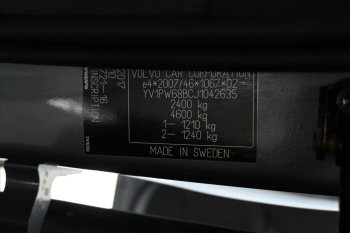 VOLVO CAR CORPORATION
e4*2007/46*1067*02
YV1PW68BCJ1042635
2400 kg
4600 kg
1– 1210 kg
2– 1240 kg
MADE IN SWEDEN
2017
INSCRIPTION
VOLVO